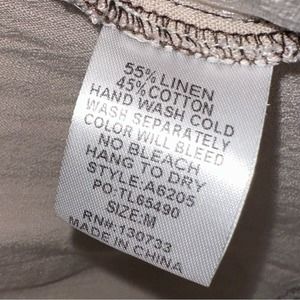 55% LINEN
45% COTTON
HAND WASH COLD
WASH SEPARATELY
COLOR WILL BLEED
NO BLEACH
HANG TO DRY
STYLE:A6205
PO:TL65490
SIZE:M
RN#:130733
MADE IN CHINA